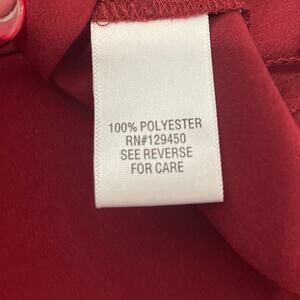 100% POLYESTER
RN#129450
SEE REVERSE
FOR CARE